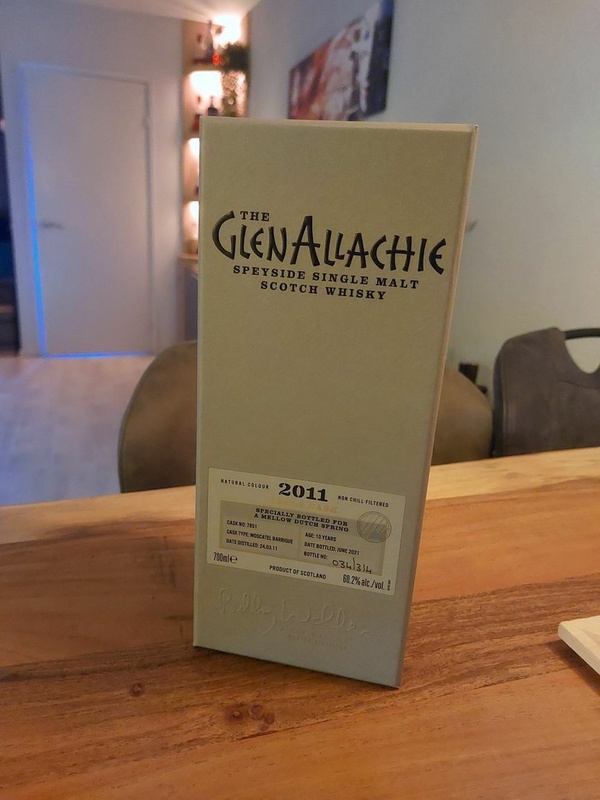 THE
GLENALLACHIE
SPEYSIDE SINGLE MALT
SCOTCH WHISKY
NATURAL COLOUR 2011 NON CHILL FILTERED
SPECIALLY BOTTLED FOR
A MELLOW DUTCH SPRING
CASK NO: 7851 AGE: 10 YEARS
CASK TYPE: MOSCATEL BARRIQUE DATE BOTTLED: JUNE 2021
DATE DISTILLED: 24.03.11 BOTTLE NO: 034/314
700ml℮ PRODUCT OF SCOTLAND 60.2%alc./vol.